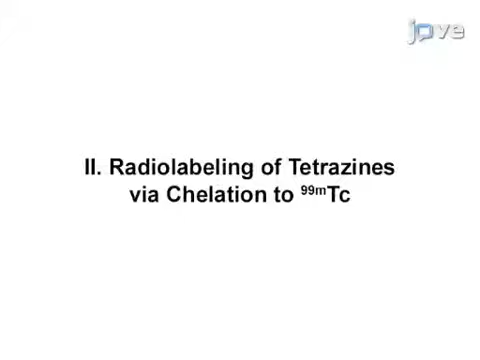 jove
II. Radiolabeling of Tetrazines
via Chelation to ⁹⁹ᵐTc